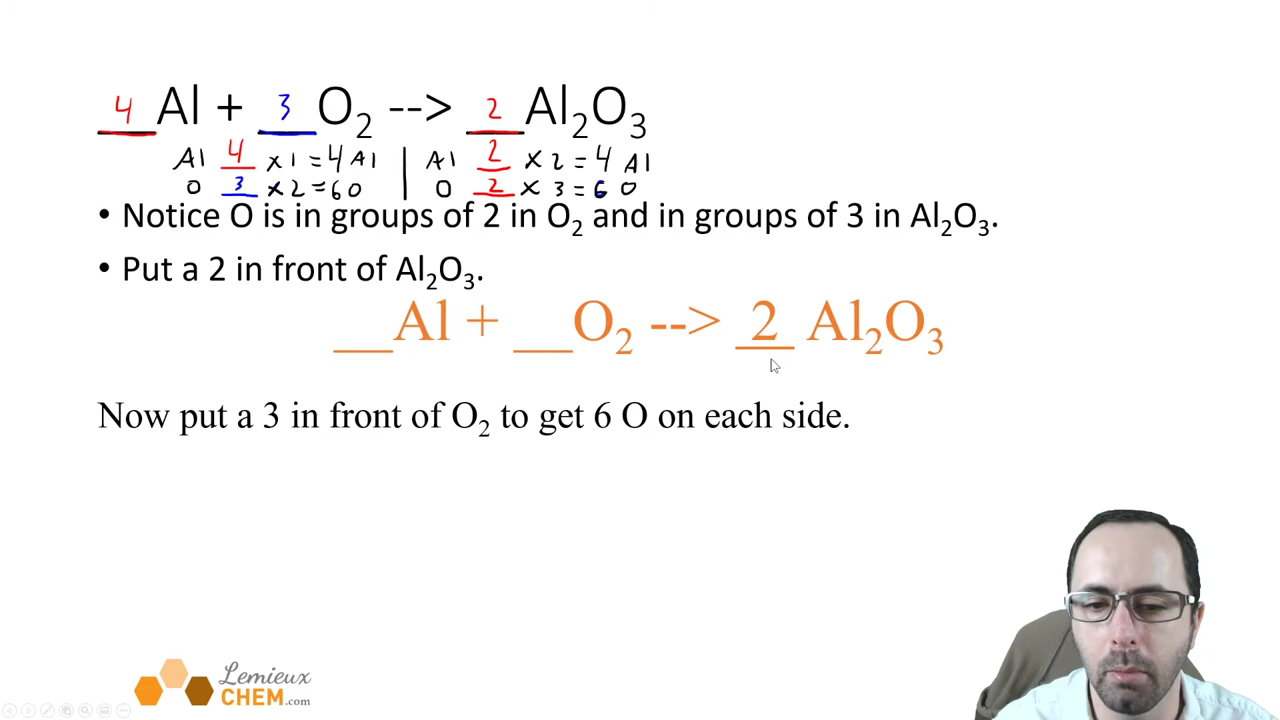 4 Al + 3 O₂ --> 2 Al₂O₃
Al 4 × 1 = 4 Al | Al 2 × 2 = 4 Al
O 3 × 2 = 6 O | O 2 × 3 = 6 O
• Notice O is in groups of 2 in O₂ and in groups of 3 in Al₂O₃.
• Put a 2 in front of Al₂O₃.
__Al + __O₂ --> 2 Al₂O₃
Now put a 3 in front of O₂ to get 6 O on each side.
Lemieux
CHEM.com